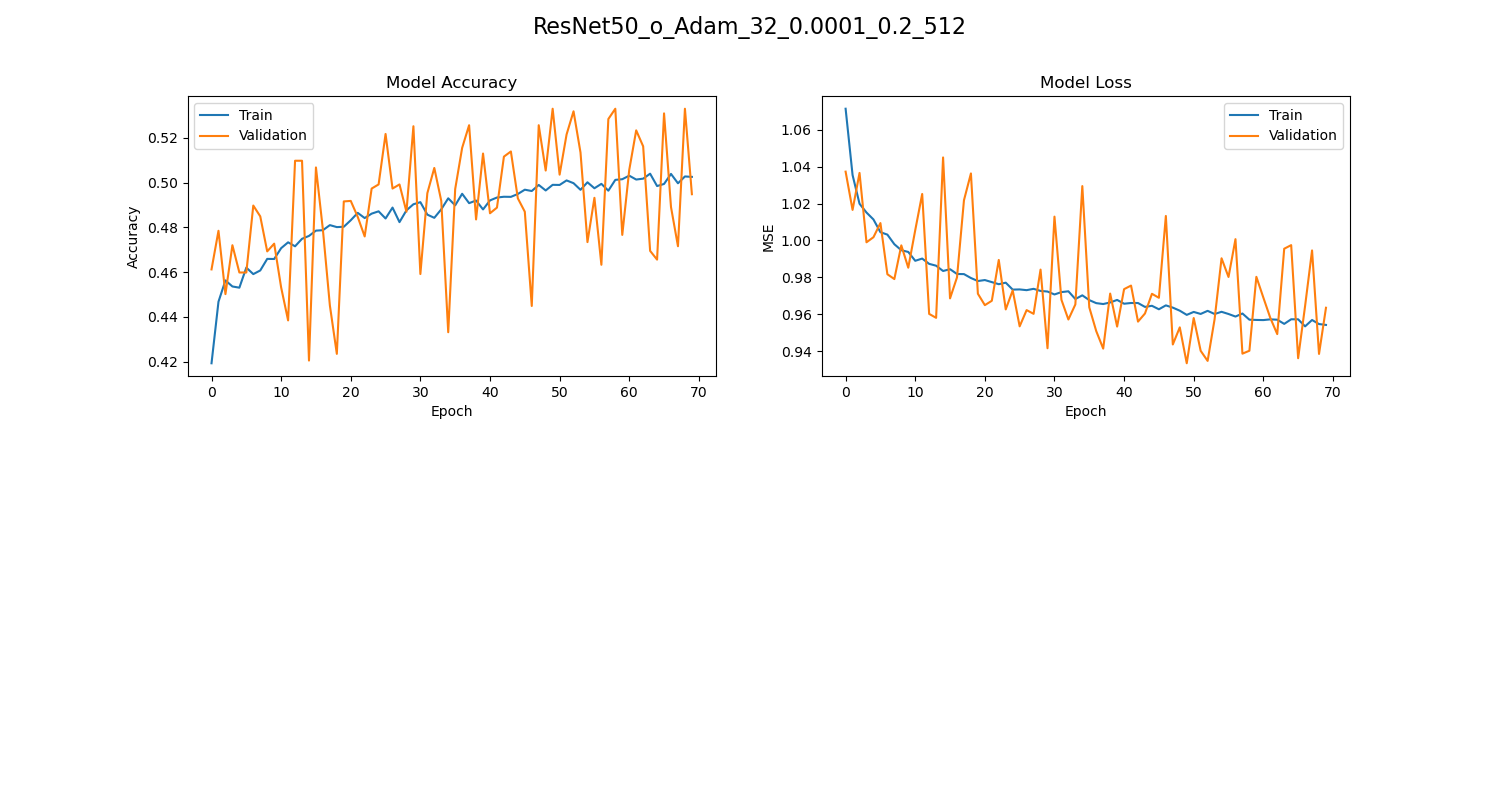 ResNet50_o_Adam_32_0.0001_0.2_512
Model Accuracy
Train
Validation
0.52
0.50
0.48
0.46
0.44
0.42
Accuracy
0 10 20 30 40 50 60 70
Epoch
Model Loss
Train
Validation
1.06
1.04
1.02
1.00
0.98
0.96
0.94
MSE
0 10 20 30 40 50 60 70
Epoch